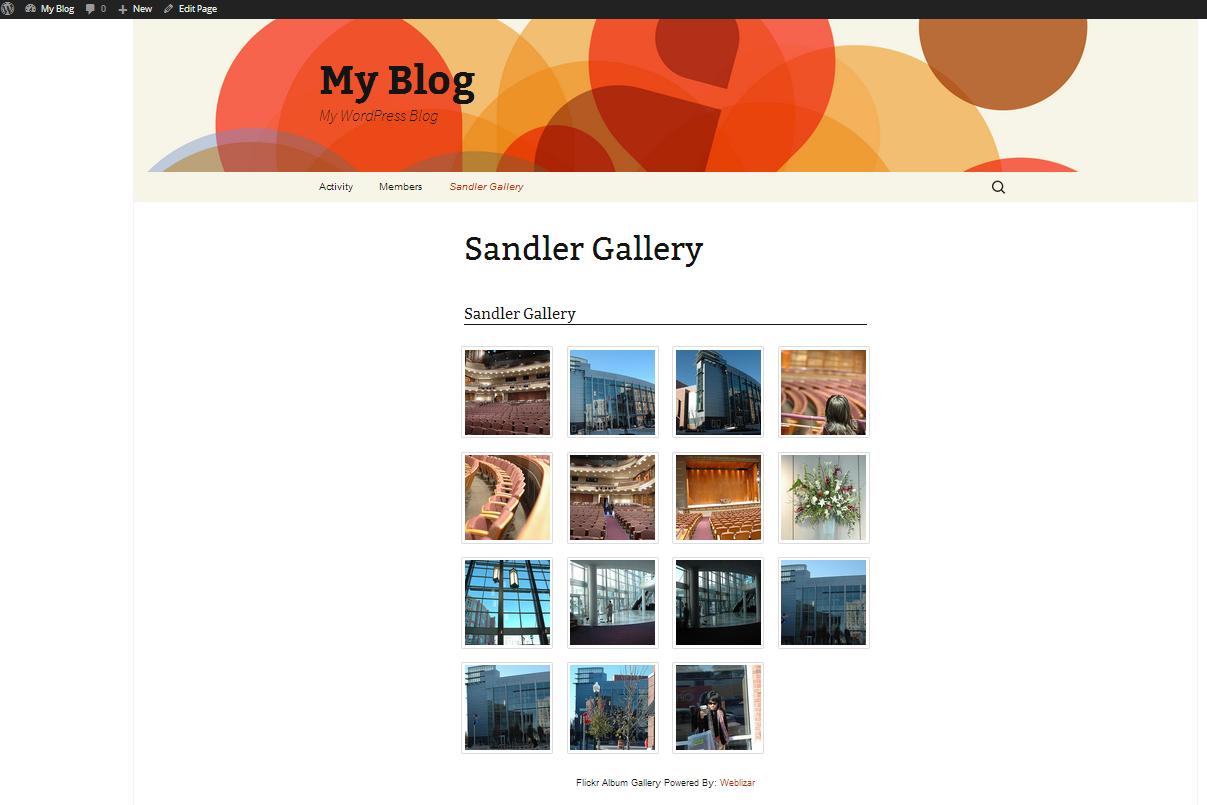 My Blog 0 New Edit Page
My Blog
My WordPress Blog
Activity Members Sandler Gallery
Sandler Gallery
Sandler Gallery
Flickr Album Gallery Powered By: Weblizar